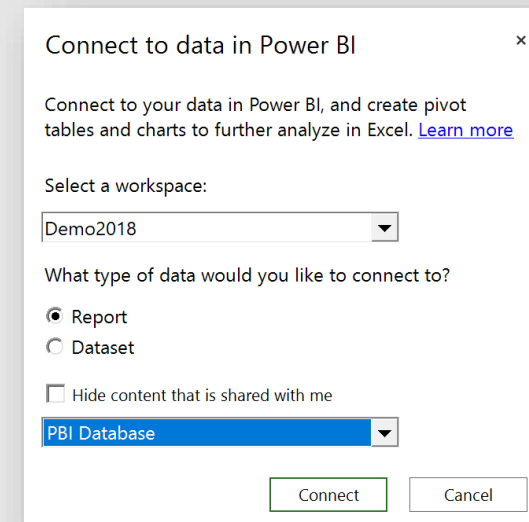 Connect to data in Power BI
Connect to your data in Power BI, and create pivot
tables and charts to further analyze in Excel. Learn more
Select a workspace:
Demo2018
What type of data would you like to connect to?
Report
Dataset
Hide content that is shared with me
PBI Database
Connect Cancel